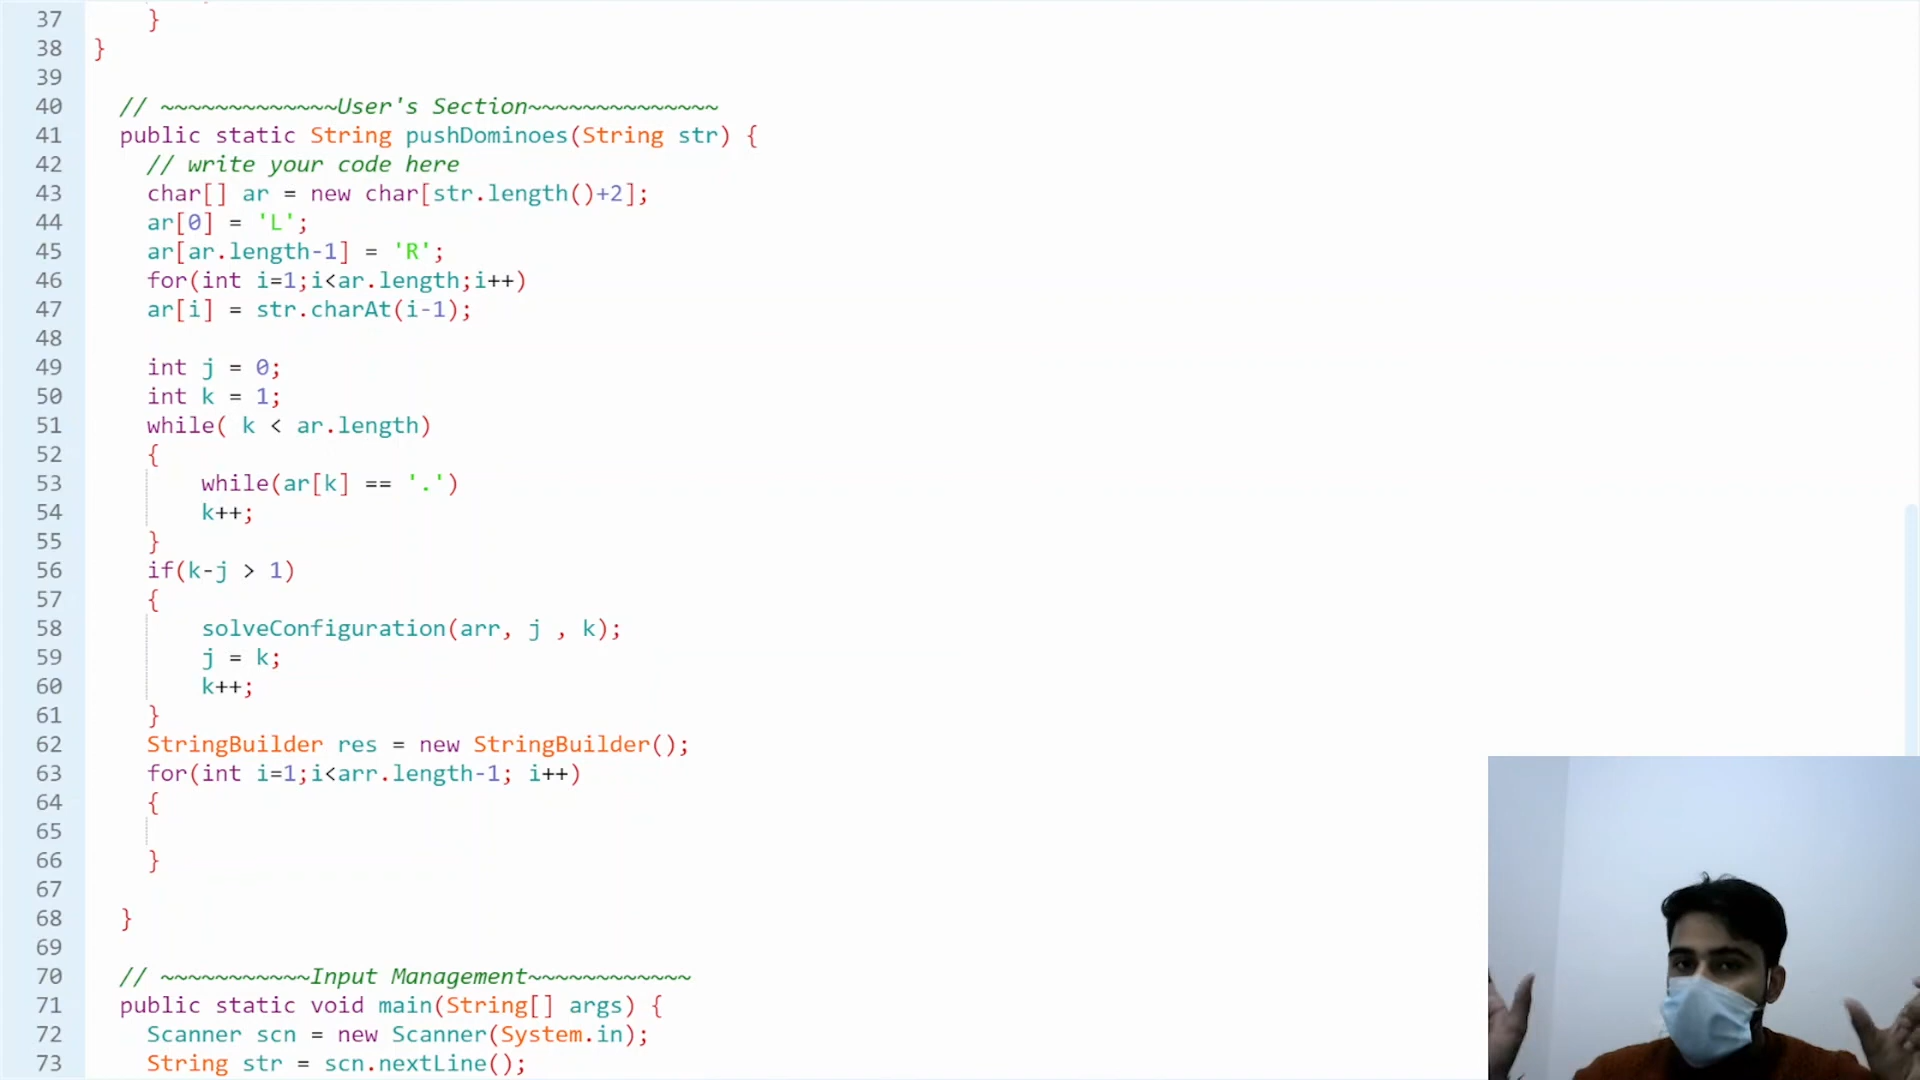 37 }
38 }
39
40 // ~~~~~~~~~~~~~User's Section~~~~~~~~~~~~~~
41 public static String pushDominoes(String str) {
42 // write your code here
43 char[] ar = new char[str.length()+2];
44 ar[0] = 'L';
45 ar[ar.length-1] = 'R';
46 for(int i=1;i<ar.length;i++)
47 ar[i] = str.charAt(i-1);
48
49 int j = 0;
50 int k = 1;
51 while( k < ar.length)
52 {
53 while(ar[k] == '.')
54 k++;
55 }
56 if(k-j > 1)
57 {
58 solveConfiguration(arr, j , k);
59 j = k;
60 k++;
61 }
62 StringBuilder res = new StringBuilder();
63 for(int i=1;i<arr.length-1; i++)
64 {
65
66 }
67
68 }
69
70 // ~~~~~~~~~~~Input Management~~~~~~~~~~~~
71 public static void main(String[] args) {
72 Scanner scn = new Scanner(System.in);
73 String str = scn.nextLine();